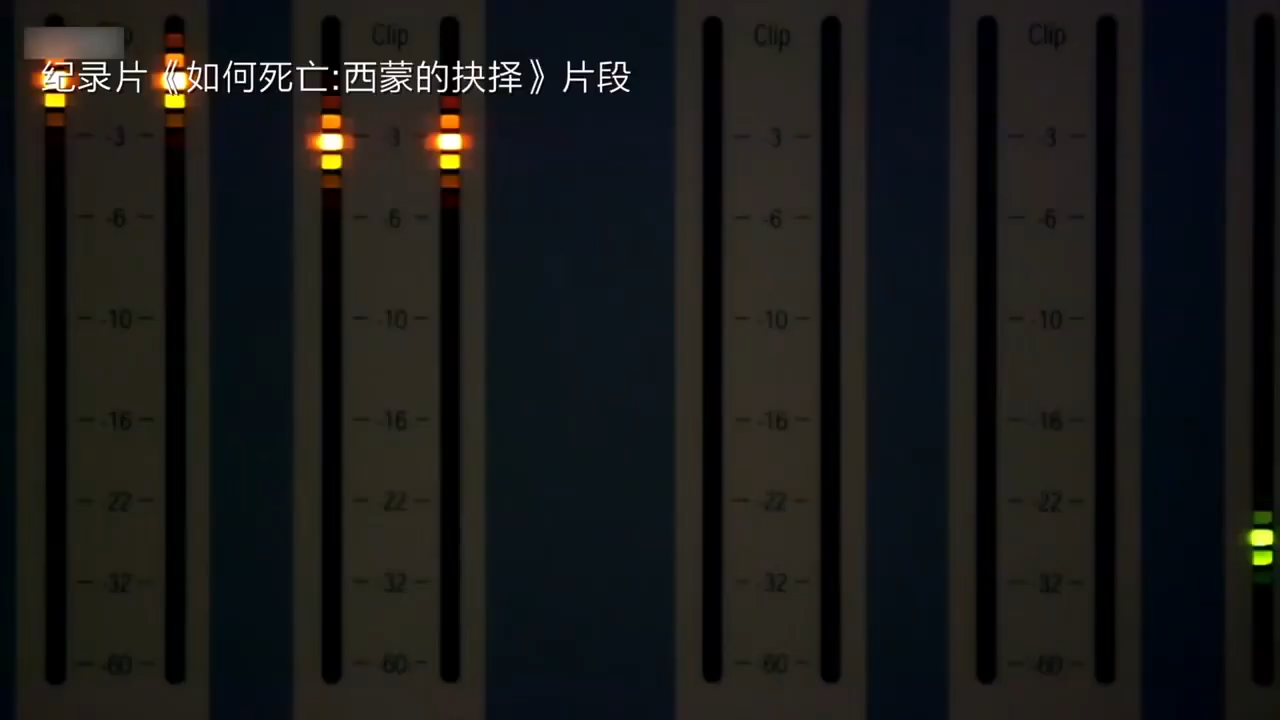 Clip Clip Clip
纪录片《如何死亡:西蒙的抉择》片段
-3 3 -3 -3
-6 -6 -6 -6
-10 -10 -10 -10
-16 -16 -16 -16
-22 -22 -22 -22
-32 -32 -32 -32
-60 -60 -60 -60